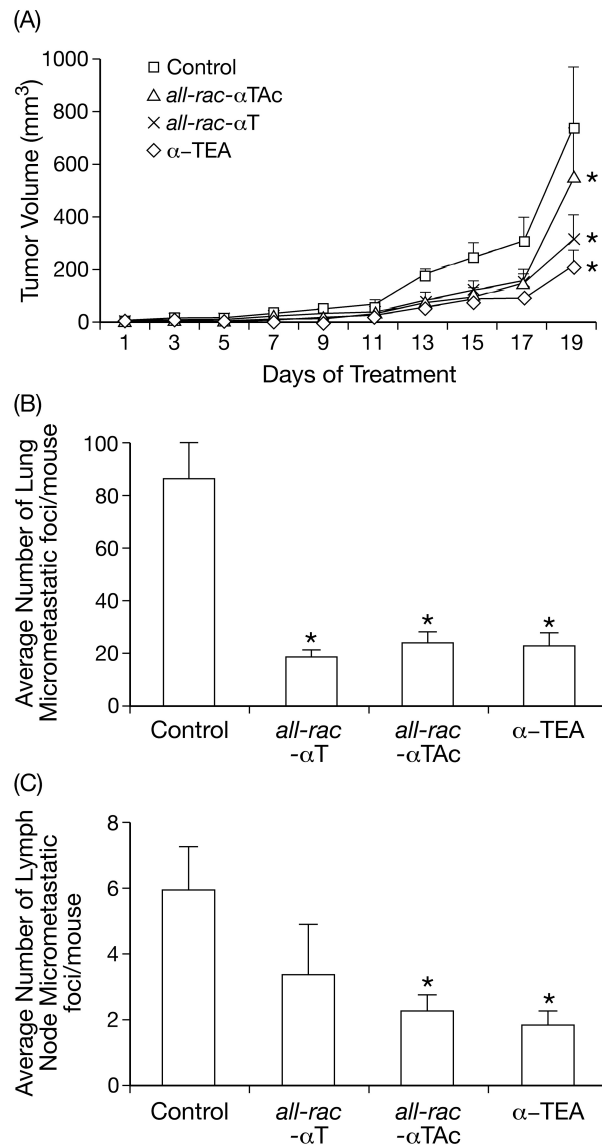 (A)
Tumor Volume (mm³)
1000
800
600
400
200
0
Control
all-rac-αTAc
all-rac-αT
α–TEA
*
*
*
1 3 5 7 9 11 13 15 17 19
Days of Treatment
(B)
Average Number of Lung
Micrometastatic foci/mouse
100
80
60
40
20
0
* * *
Control all-rac all-rac α–TEA
-αT -αTAc
(C)
Average Number of Lymph
Node Micrometastatic
foci/mouse
8
6
4
2
0
* *
Control all-rac all-rac α–TEA
-αT -αTAc